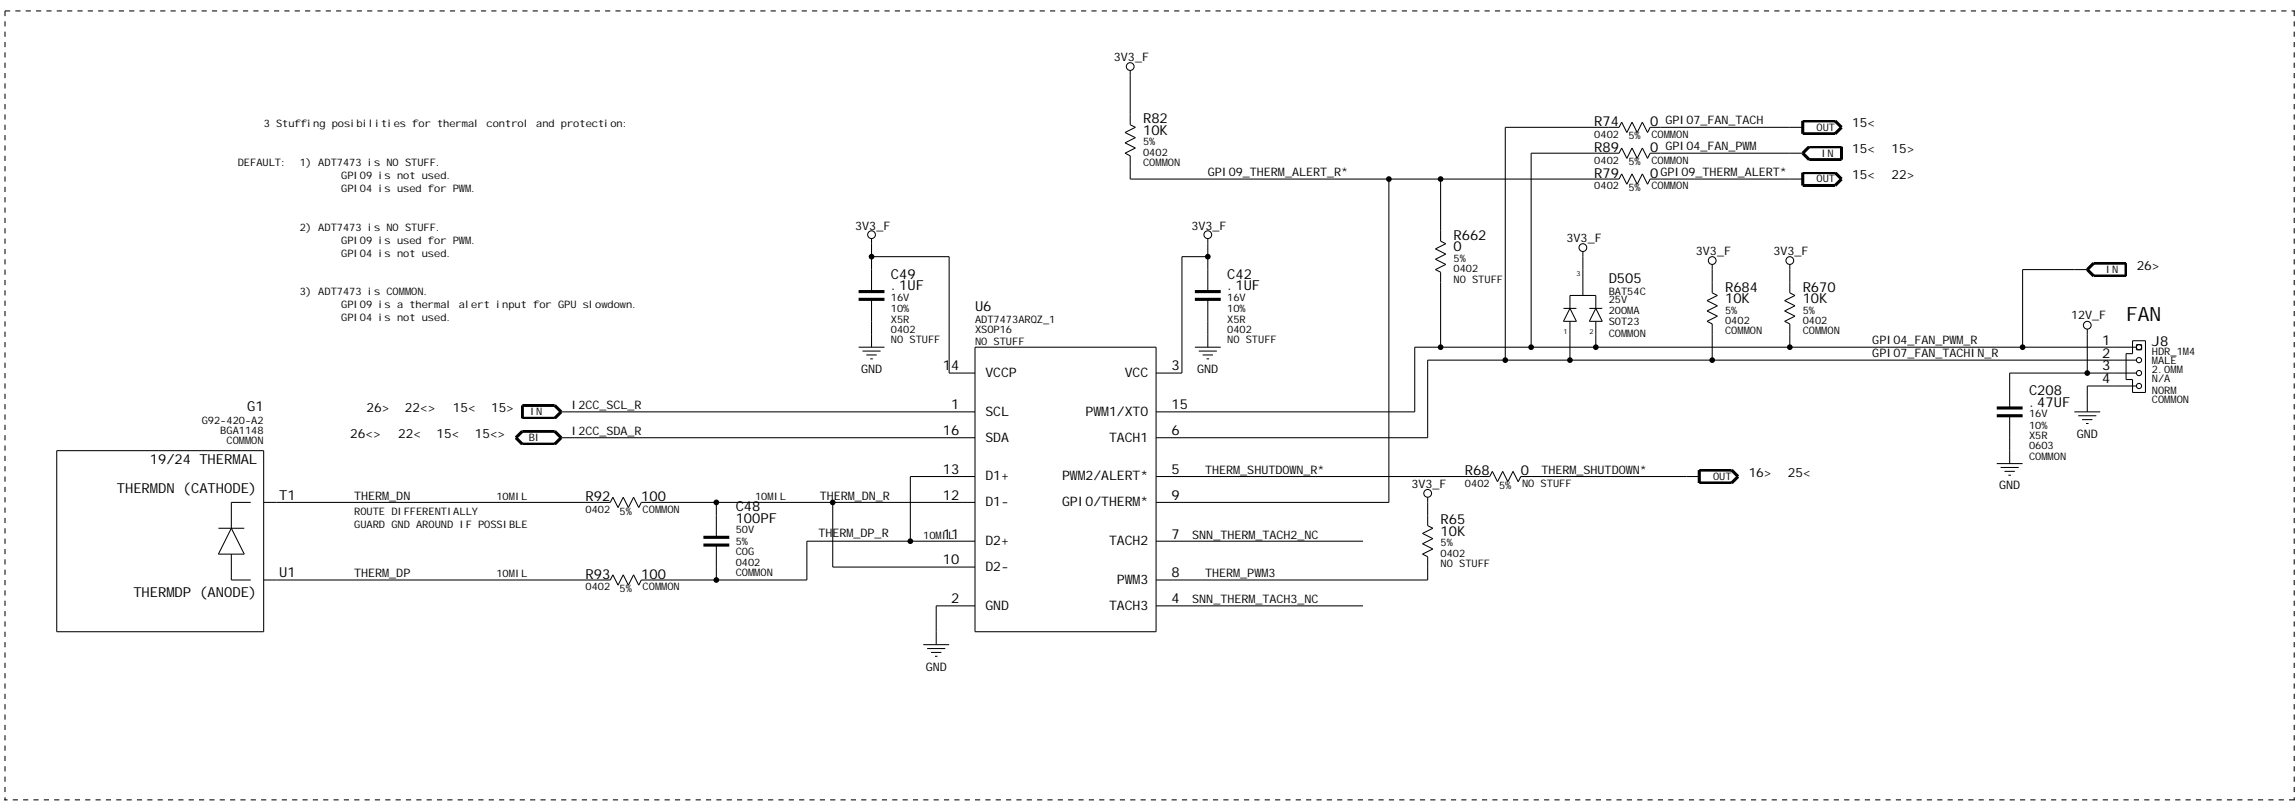 3 Stuffing posibilities for thermal control and protection:
DEFAULT: 1) ADT7473 is NO STUFF.
GPIO9 is not used.
GPIO4 is used for PWM.
2) ADT7473 is NO STUFF.
GPIO9 is used for PWM.
GPIO4 is not used.
3) ADT7473 is COMMON.
GPIO9 is a thermal alert input for GPU slowdown.
GPIO4 is not used.
3V3_F
R82
10K
5%
0402
COMMON
GPIO9_THERM_ALERT_R*
R74 0 GPIO7_FAN_TACH OUT 15<
0402 5% COMMON
R89 0 GPIO4_FAN_PWM IN 15< 15>
0402 5% COMMON
R79 0 GPIO9_THERM_ALERT* OUT 15< 22>
0402 5% COMMON
3V3_F
C49
.1UF
16V
10%
X5R
0402
NO STUFF
GND
3V3_F
C42
.1UF
16V
10%
X5R
0402
NO STUFF
GND
R662
0
5%
0402
NO STUFF
3V3_F
3
D505
BAT54C
25V
200MA
SOT23
COMMON
1 2
3V3_F
R684
10K
5%
0402
COMMON
3V3_F
R670
10K
5%
0402
COMMON
IN 26>
12V_F
FAN
GPIO4_FAN_PWM_R
GPIO7_FAN_TACHIN_R
1
2
3
4
J8
HDR_1M4
MALE
2.0MM
N/A
NORM
COMMON
GND
C208
.47UF
16V
10%
X5R
0603
COMMON
GND
U6
ADT7473ARQZ_1
XSOP16
NO STUFF
14 VCCP
1 SCL
16 SDA
13 D1+
12 D1-
11 D2+
10 D2-
2 GND
GND
VCC 3
PWM1/XTO 15
TACH1 6
PWM2/ALERT* 5
GPIO/THERM* 9
TACH2 7
PWM3 8
TACH3 4
THERM_SHUTDOWN_R*
R68 0 THERM_SHUTDOWN* OUT 16> 25<
0402 5% NO STUFF
3V3_F
R65
10K
5%
0402
NO STUFF
SNN_THERM_TACH2_NC
THERM_PWM3
SNN_THERM_TACH3_NC
26> 22<> 15< 15> IN I2CC_SCL_R
26<> 22< 15< 15<> BI I2CC_SDA_R
G1
G92-420-A2
BGA1148
COMMON
19/24 THERMAL
THERMDN (CATHODE)
THERMDP (ANODE)
T1 THERM_DN 10MIL
ROUTE DIFFERENTIALLY
GUARD GND AROUND IF POSSIBLE
R92 100
0402 5% COMMON
10MIL THERM_DN_R
C48
100PF
50V
5%
COG
0402
COMMON
THERM_DP_R 10MIL
U1 THERM_DP 10MIL
R93 100
0402 5% COMMON